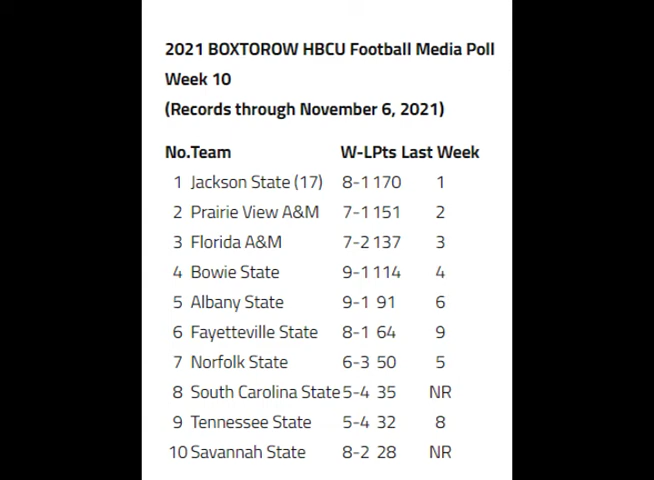 2021 BOXTOROW HBCU Football Media Poll
Week 10
(Records through November 6, 2021)
No.Team W-LPts Last Week
1 Jackson State (17) 8-1 170 1
2 Prairie View A&M 7-1 151 2
3 Florida A&M 7-2 137 3
4 Bowie State 9-1 114 4
5 Albany State 9-1 91 6
6 Fayetteville State 8-1 64 9
7 Norfolk State 6-3 50 5
8 South Carolina State 5-4 35 NR
9 Tennessee State 5-4 32 8
10 Savannah State 8-2 28 NR